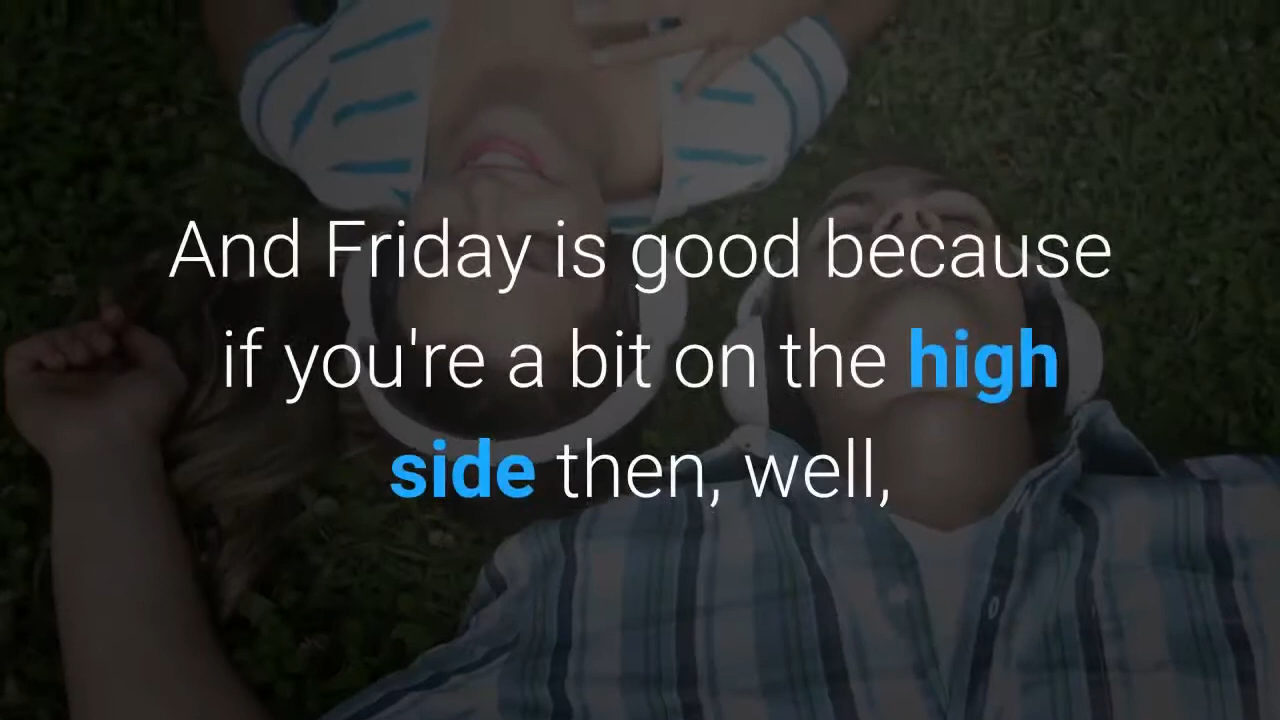 And Friday is good because
if you're a bit on the high
side then, well,